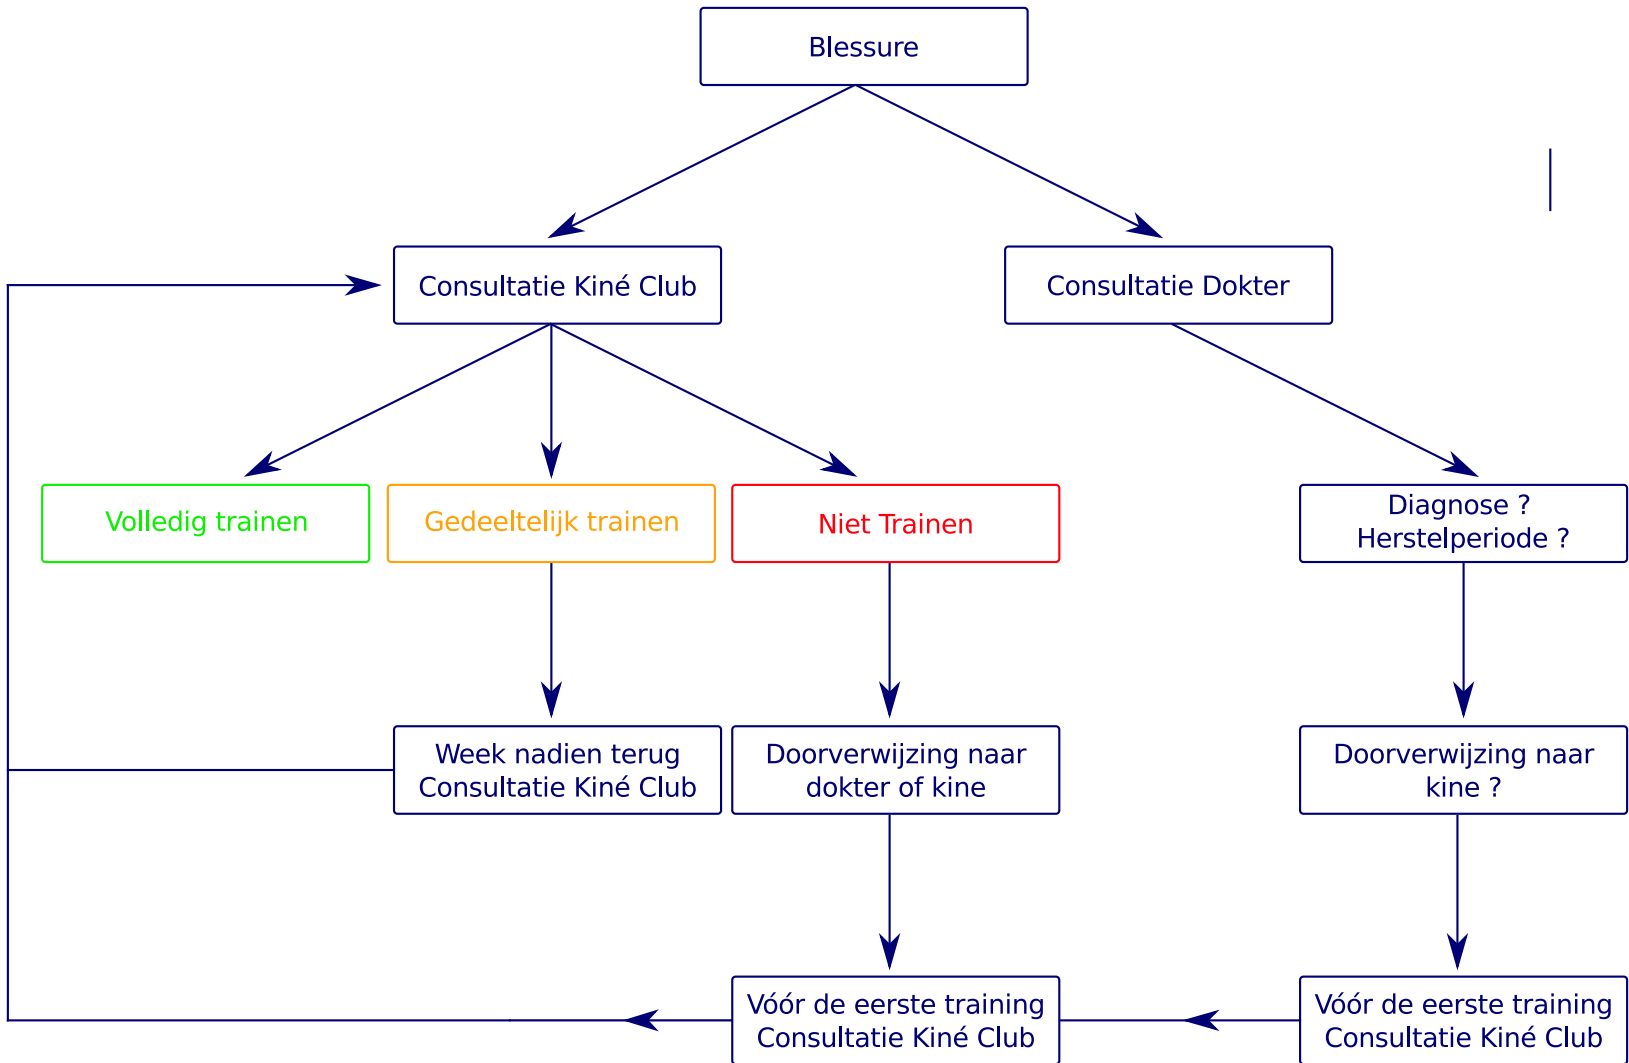 Blessure
Consultatie Kiné Club
Consultatie Dokter
Volledig trainen
Gedeeltelijk trainen
Niet Trainen
Diagnose ?
Herstelperiode ?
Week nadien terug
Consultatie Kiné Club
Doorverwijzing naar
dokter of kine
Doorverwijzing naar
kine ?
Vóór de eerste training
Consultatie Kiné Club
Vóór de eerste training
Consultatie Kiné Club